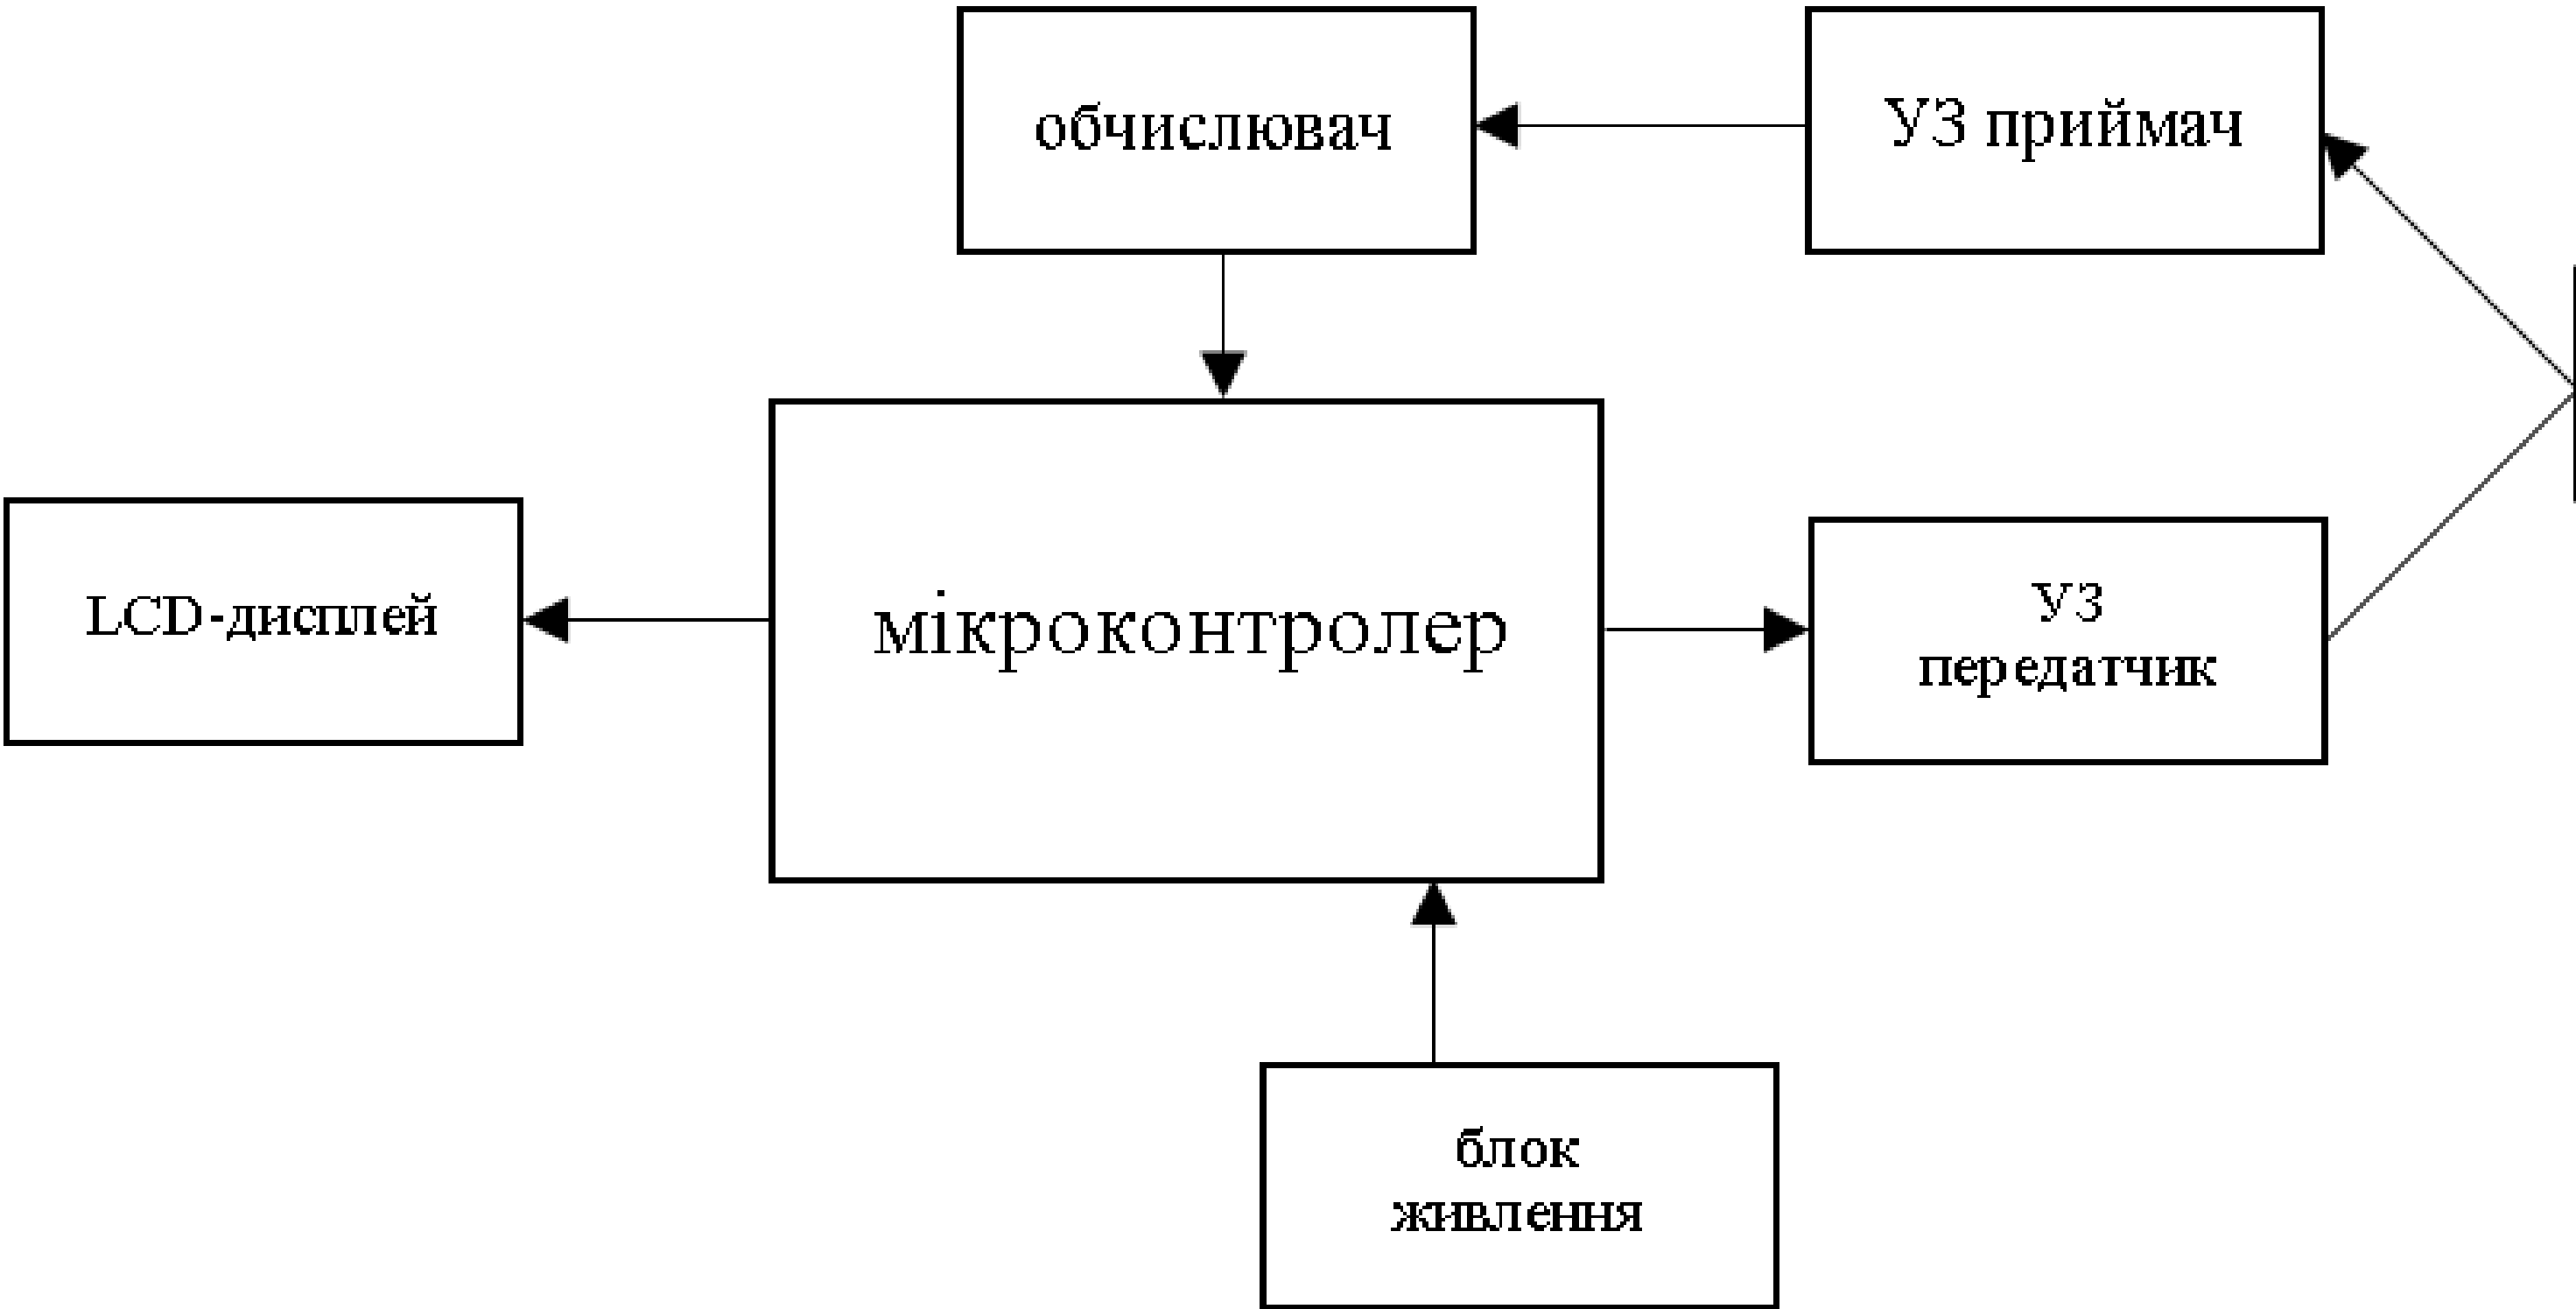 обчислювач
УЗ приймач
LCD-дисплей
мікроконтролер
УЗ
передатчик
блок
живлення